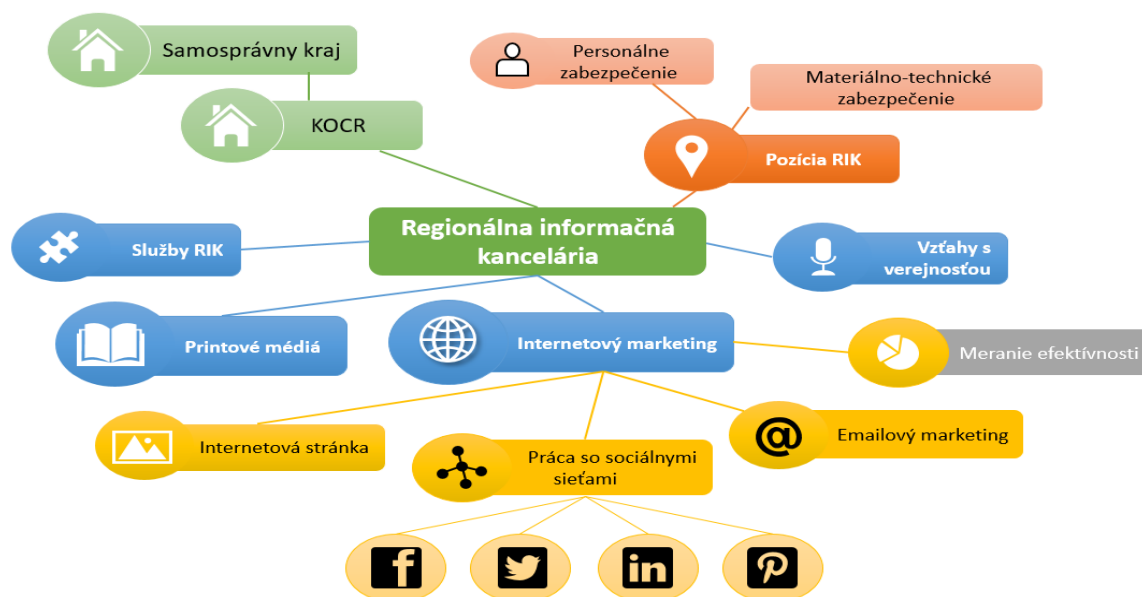 Samosprávny kraj
Personálne
zabezpečenie
Materiálno-technické
zabezpečenie
KOCR
Pozícia RIK
Regionálna informačná
kancelária
Služby RIK
Vzťahy s
verejnosťou
Printové médiá
Internetový marketing
Meranie efektívnosti
Internetová stránka
Práca so sociálnymi
sieťami
@ Emailový marketing
f
in